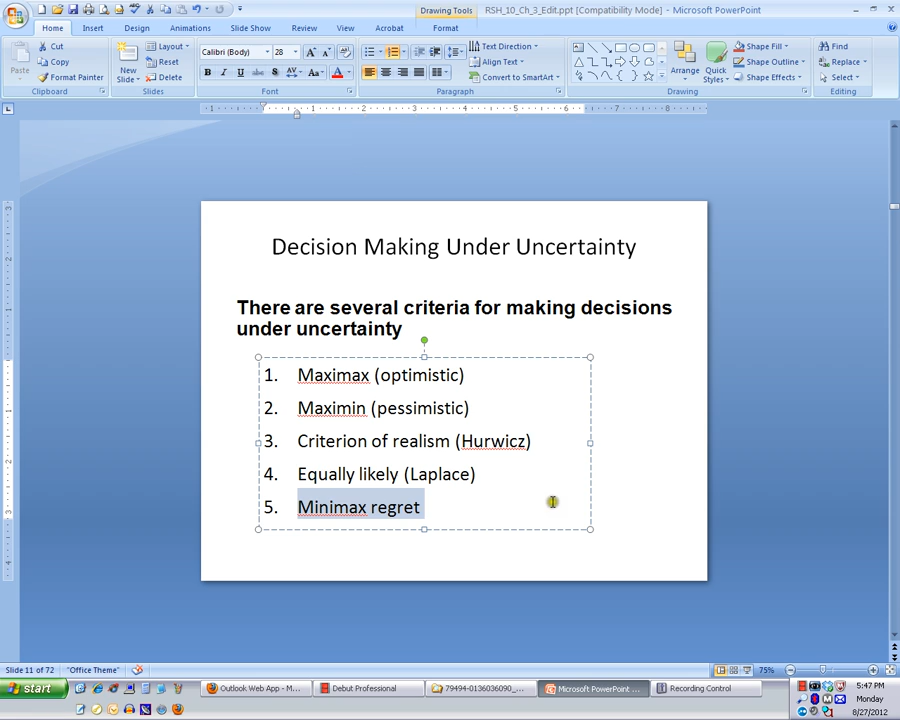 Drawing Tools
RSH_10_Ch_3_Edit.ppt [Compatibility Mode] - Microsoft PowerPoint
Home Insert Design Animations Slide Show Review View Acrobat Format
Paste
Cut
Copy
Format Painter
Clipboard
New Slide
Layout
Reset
Delete
Slides
Calibri (Body) 28
B I U abc S AV Aa A
Font
Text Direction
Align Text
Convert to SmartArt
Paragraph
Arrange
Quick Styles
Shape Fill
Shape Outline
Shape Effects
Drawing
Find
Replace
Select
Editing
Decision Making Under Uncertainty
There are several criteria for making decisions
under uncertainty
1. Maximax (optimistic)
2. Maximin (pessimistic)
3. Criterion of realism (Hurwicz)
4. Equally likely (Laplace)
5. Minimax regret
Slide 11 of 72 "Office Theme" 75%
start Outlook Web App - M... Debut Professional 79494-0136036090_... Microsoft PowerPoint ... Recording Control
5:47 PM
Monday
8/27/2012